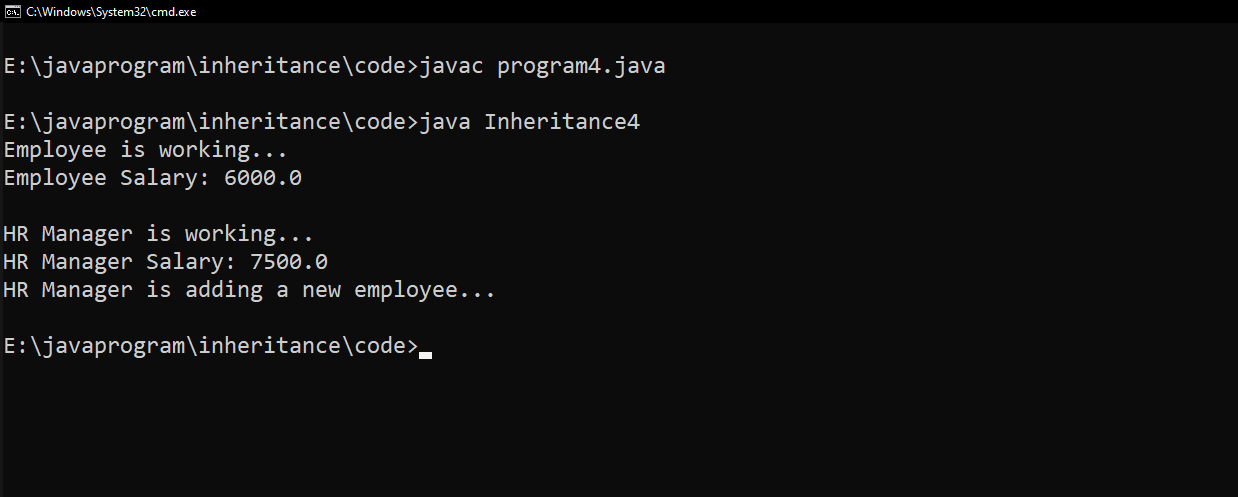 C:\Windows\System32\cmd.exe
E:\javaprogram\inheritance\code>javac program4.java
E:\javaprogram\inheritance\code>java Inheritance4
Employee is working...
Employee Salary: 6000.0
HR Manager is working...
HR Manager Salary: 7500.0
HR Manager is adding a new employee...
E:\javaprogram\inheritance\code>